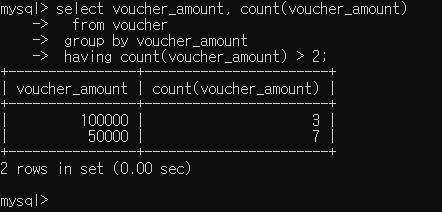 mysql> select voucher_amount, count(voucher_amount)
    ->  from voucher
    ->  group by voucher_amount
    ->  having count(voucher_amount) > 2;
+----------------+-----------------------+
| voucher_amount | count(voucher_amount) |
+----------------+-----------------------+
|         100000 |                     3 |
|          50000 |                     7 |
+----------------+-----------------------+
2 rows in set (0.00 sec)
mysql>